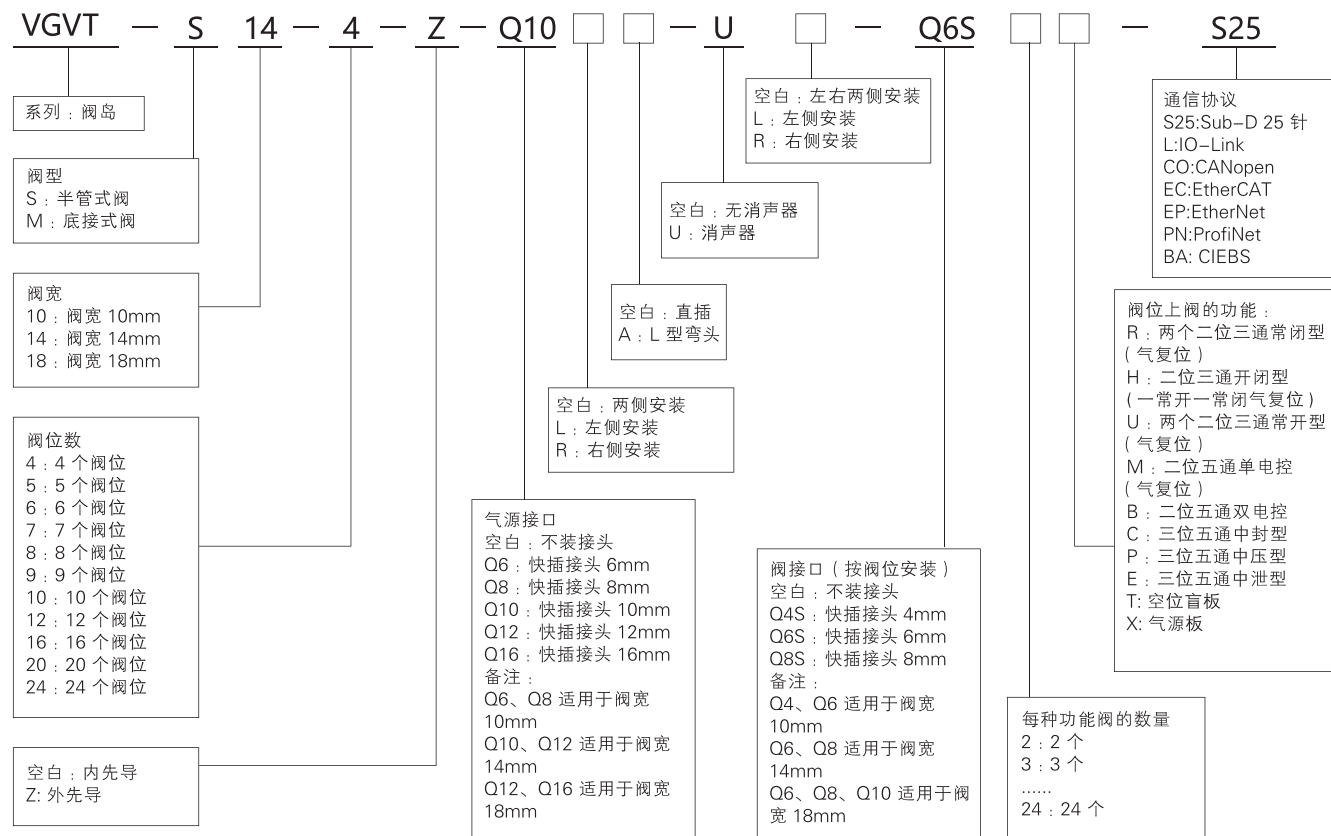 VGVT — S 14 — 4 — Z — Q10 □ □ — U □ — Q6S □ □ — S25
系列：阀岛
阀型
S：半管式阀
M：底接式阀
阀宽
10：阀宽 10mm
14：阀宽 14mm
18：阀宽 18mm
阀位数
4：4 个阀位
5：5 个阀位
6：6 个阀位
7：7 个阀位
8：8 个阀位
9：9 个阀位
10：10 个阀位
12：12 个阀位
16：16 个阀位
20：20 个阀位
24：24 个阀位
空白：内先导
Z: 外先导
气源接口
空白：不装接头
Q6：快插接头 6mm
Q8：快插接头 8mm
Q10：快插接头 10mm
Q12：快插接头 12mm
Q16：快插接头 16mm
备注：
Q6、Q8 适用于阀宽
10mm
Q10、Q12 适用于阀宽
14mm
Q12、Q16 适用于阀宽
18mm
空白：两侧安装
L：左侧安装
R：右侧安装
空白：直插
A：L 型弯头
空白：无消声器
U：消声器
空白：左右两侧安装
L：左侧安装
R：右侧安装
阀接口（按阀位安装）
空白：不装接头
Q4S：快插接头 4mm
Q6S：快插接头 6mm
Q8S：快插接头 8mm
备注：
Q4、Q6 适用于阀宽
10mm
Q6、Q8 适用于阀宽
14mm
Q6、Q8、Q10 适用于阀
宽 18mm
每种功能阀的数量
2：2 个
3：3 个
......
24：24 个
阀位上阀的功能：
R：两个二位三通常闭型
（气复位）
H：二位三通开闭型
（一常开一常闭气复位）
U：两个二位三通常开型
（气复位）
M：二位五通单电控
（气复位）
B：二位五通双电控
C：三位五通中封型
P：三位五通中压型
E：三位五通中泄型
T: 空位盲板
X: 气源板
通信协议
S25:Sub-D 25 针
L:IO-Link
CO:CANopen
EC:EtherCAT
EP:EtherNet
PN:ProfiNet
BA: CIEBS